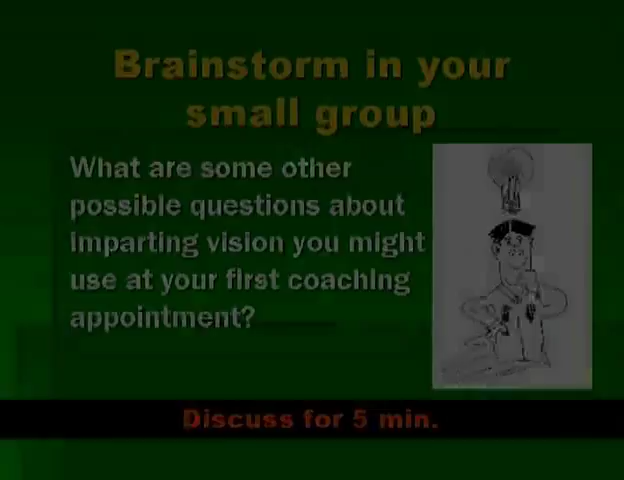 Brainstorm in your
small group
What are some other
possible questions about
imparting vision you might
use at your first coaching
appointment?
Discuss for 5 min.